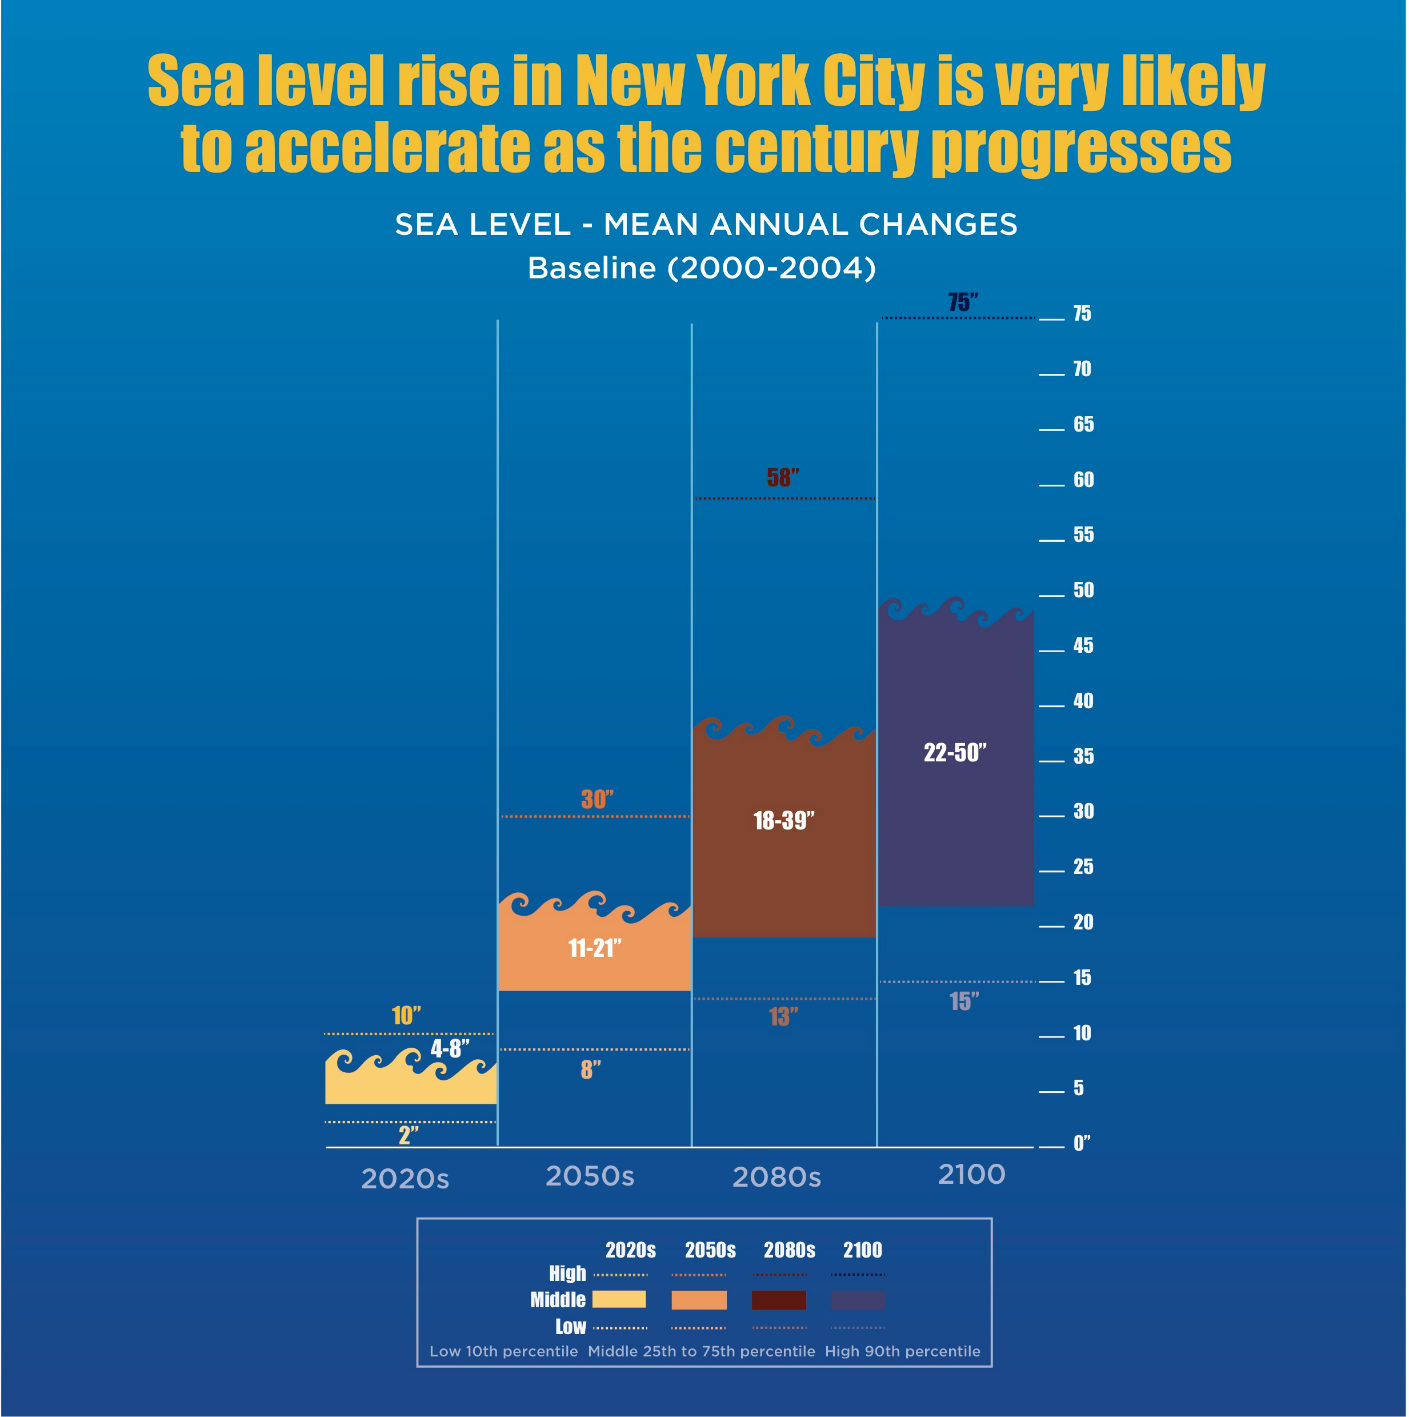 Sea level rise in New York City is very likely
to accelerate as the century progresses
SEA LEVEL - MEAN ANNUAL CHANGES
Baseline (2000-2004)
75”
75
70
65
58”
60
55
50
45
40
22-50”
35
30”
18-39”
30
25
11-21”
20
15
10”
13”
15”
4-8”
10
8”
5
2”
0”
2020s 2050s 2080s 2100
2020s 2050s 2080s 2100
High
Middle
Low
Low 10th percentile Middle 25th to 75th percentile High 90th percentile